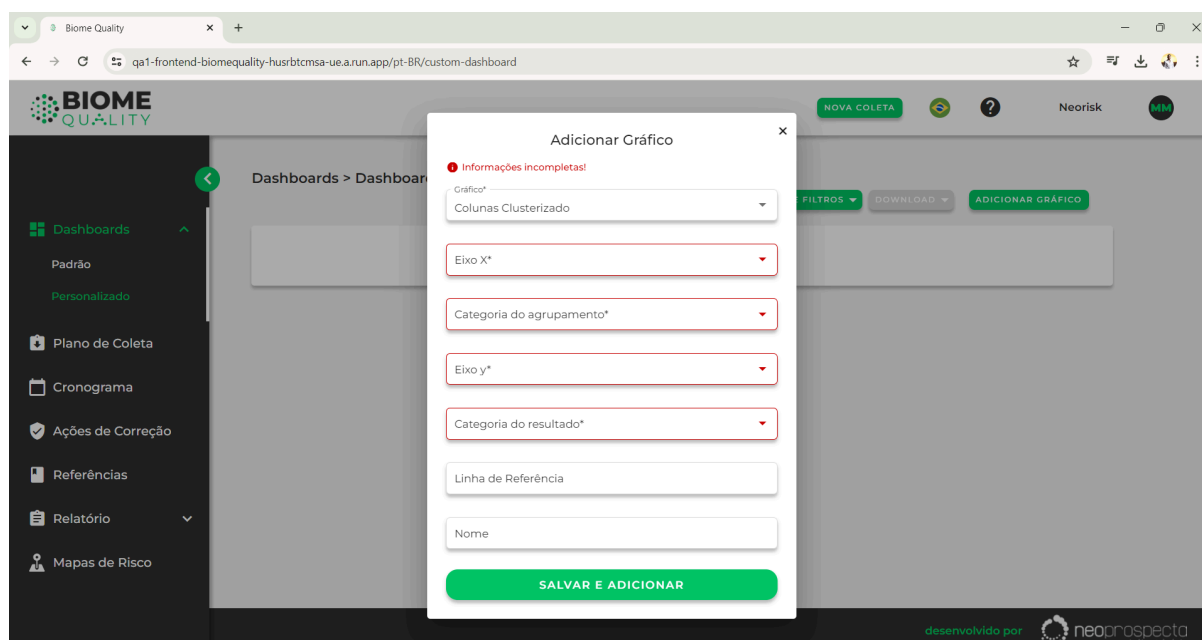 Biome Quality
qa1-frontend-biomequality-husrbtcmsa-ue.a.run.app/pt-BR/custom-dashboard
BIOME
QUALITY
NOVA COLETA
Neorisk
MM
Dashboards > Dashboar
FILTROS
DOWNLOAD
ADICIONAR GRÁFICO
Dashboards
Padrão
Personalizado
Plano de Coleta
Cronograma
Ações de Correção
Referências
Relatório
Mapas de Risco
Adicionar Gráfico
Informações incompletas!
Gráfico*
Colunas Clusterizado
Eixo X*
Categoria do agrupamento*
Eixo y*
Categoria do resultado*
Linha de Referência
Nome
SALVAR E ADICIONAR
desenvolvido por
neoprospecta